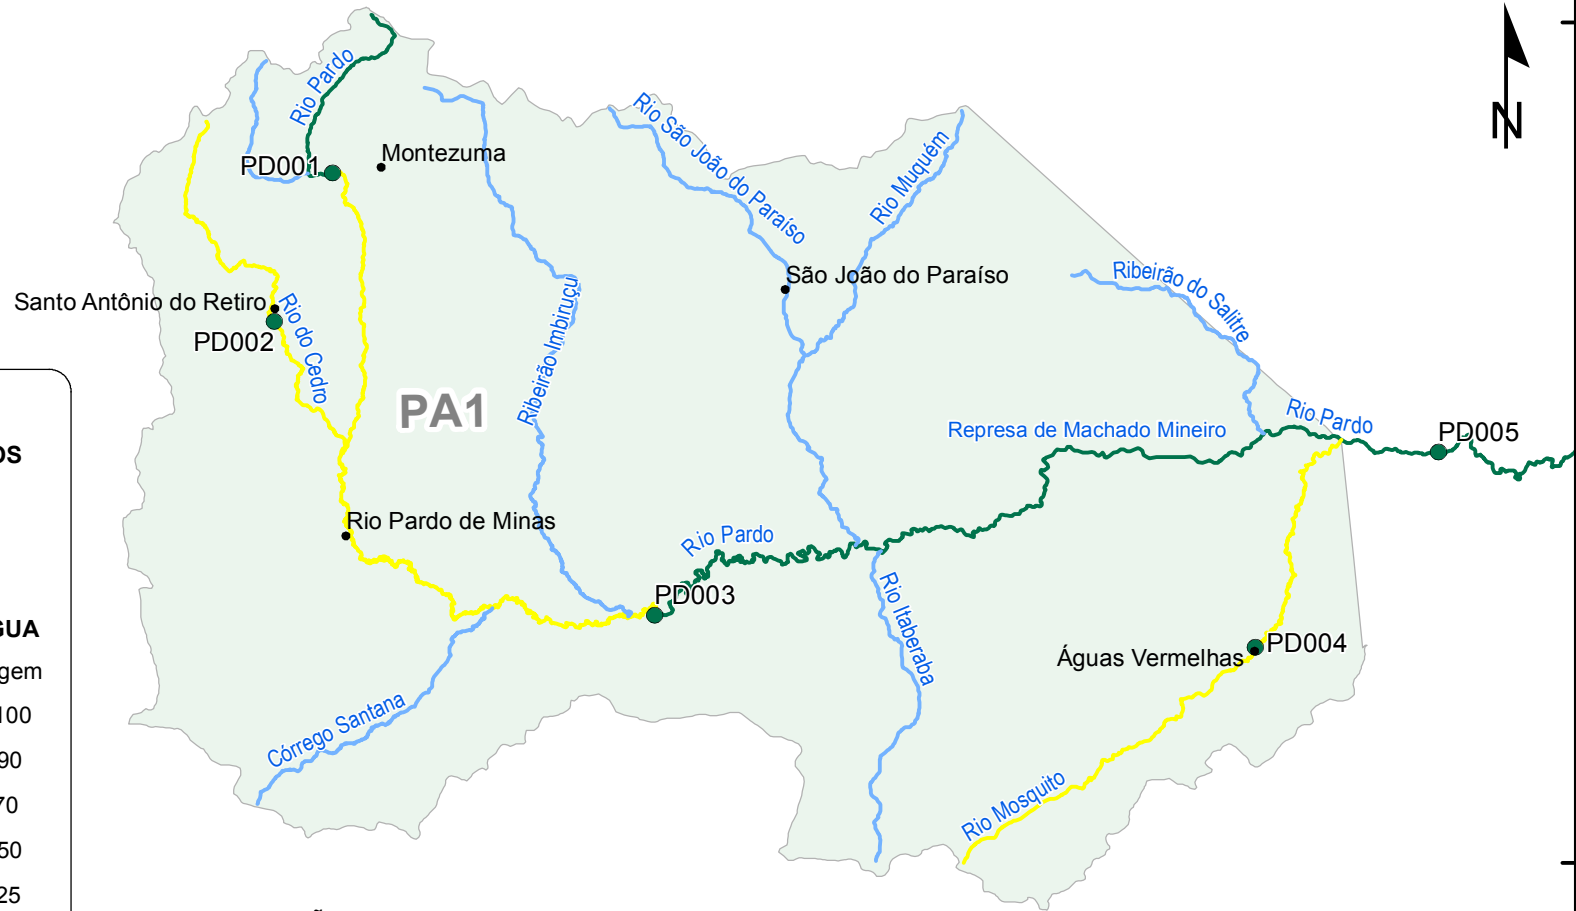 N
Rio Pardo
Rio São João do Paraíso
Rio Muquém
PD001
Montezuma
São João do Paraíso
Ribeirão do Salitre
Santo Antônio do Retiro
Rio do Cedro
PD002
Ribeirão Imbiruçu
PA1
Rio Pardo
Represa de Machado Mineiro
PD005
OS
Rio Pardo de Minas
Rio Pardo
PD003
Rio Itaberaba
GUA
PD004
Águas Vermelhas
gem
100
Córrego Santana
90
70
Rio Mosquito
50
25